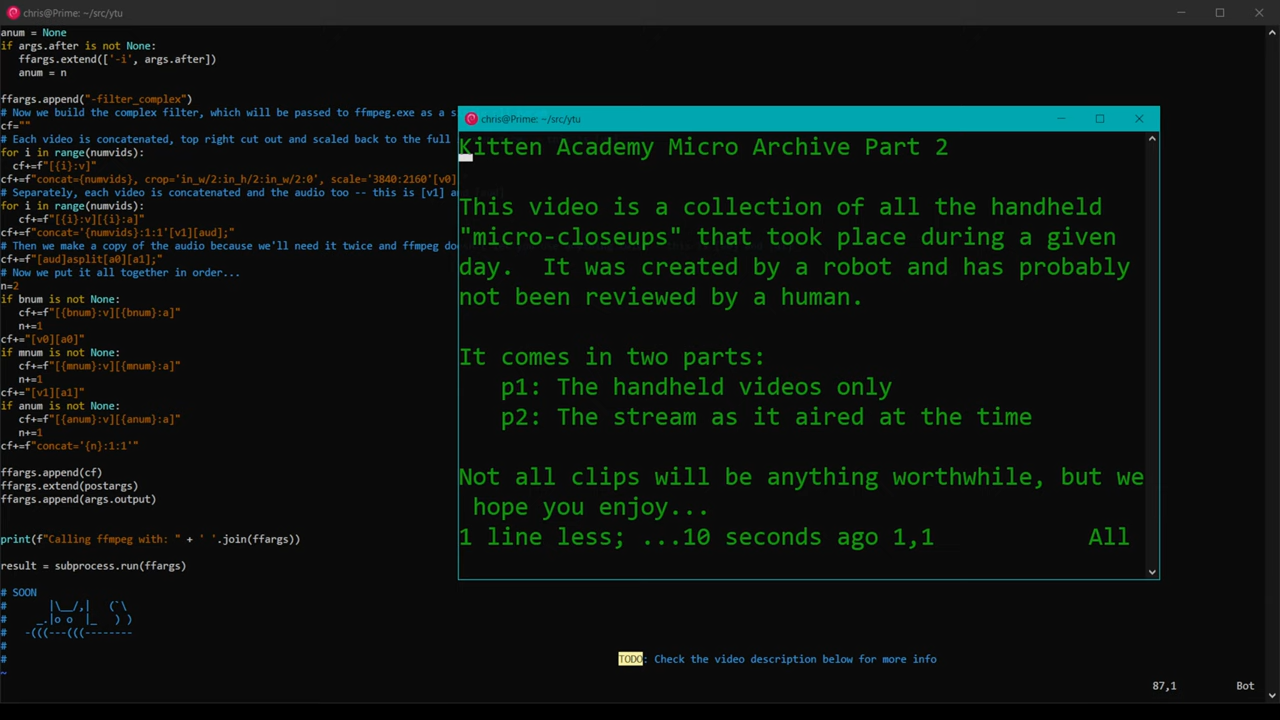 chris@Prime: ~/src/ytu
anum = None
if args.after is not None:
   ffargs.extend(['-i', args.after])
   anum = n
ffargs.append("-filter_complex")
# Now we build the complex filter, which will be passed to ffmpeg.exe as a s
cf=""
# Each video is concatenated, top right cut out and scaled back to the full
for i in range(numvids):
  cf+=f"[{i}:v]"
cf+=f"concat={numvids}, crop='in_w/2:in_h/2:in_w/2:0', scale='3840:2160'[v0]
# Separately, each video is concatenated and the audio too -- this is [v1] a
for i in range(numvids):
   cf+=f"[{i}:v][{i}:a]"
cf+=f"concat='{numvids}:1:1'[v1][aud];"
# Then we make a copy of the audio because we'll need it twice and ffmpeg do
cf+="[aud]asplit[a0][a1];"
# Now we put it all together in order...
n=2
if bnum is not None:
   cf+=f"[{bnum}:v][{bnum}:a]"
   n+=1
cf+="[v0][a0]"
if mnum is not None:
   cf+=f"[{mnum}:v][{mnum}:a]"
   n+=1
cf+="[v1][a1]"
if anum is not None:
   cf+=f"[{anum}:v][{anum}:a]"
   n+=1
cf+=f"concat='{n}:1:1'"
ffargs.append(cf)
ffargs.extend(postargs)
ffargs.append(args.output)
print(f"Calling ffmpeg with: " + ' '.join(ffargs))
result = subprocess.run(ffargs)
# SOON
#      |\__/,|   (`\
#    _.|o o  |_   ) )
#   -(((---(((--------
#
#
~
chris@Prime: ~/src/ytu
Kitten Academy Micro Archive Part 2
This video is a collection of all the handheld
"micro-closeups" that took place during a given
day.  It was created by a robot and has probably
not been reviewed by a human.
It comes in two parts:
   p1: The handheld videos only
   p2: The stream as it aired at the time
Not all clips will be anything worthwhile, but we
 hope you enjoy...
1 line less; ...10 seconds ago 1,1           All
TODO: Check the video description below for more info
87,1          Bot